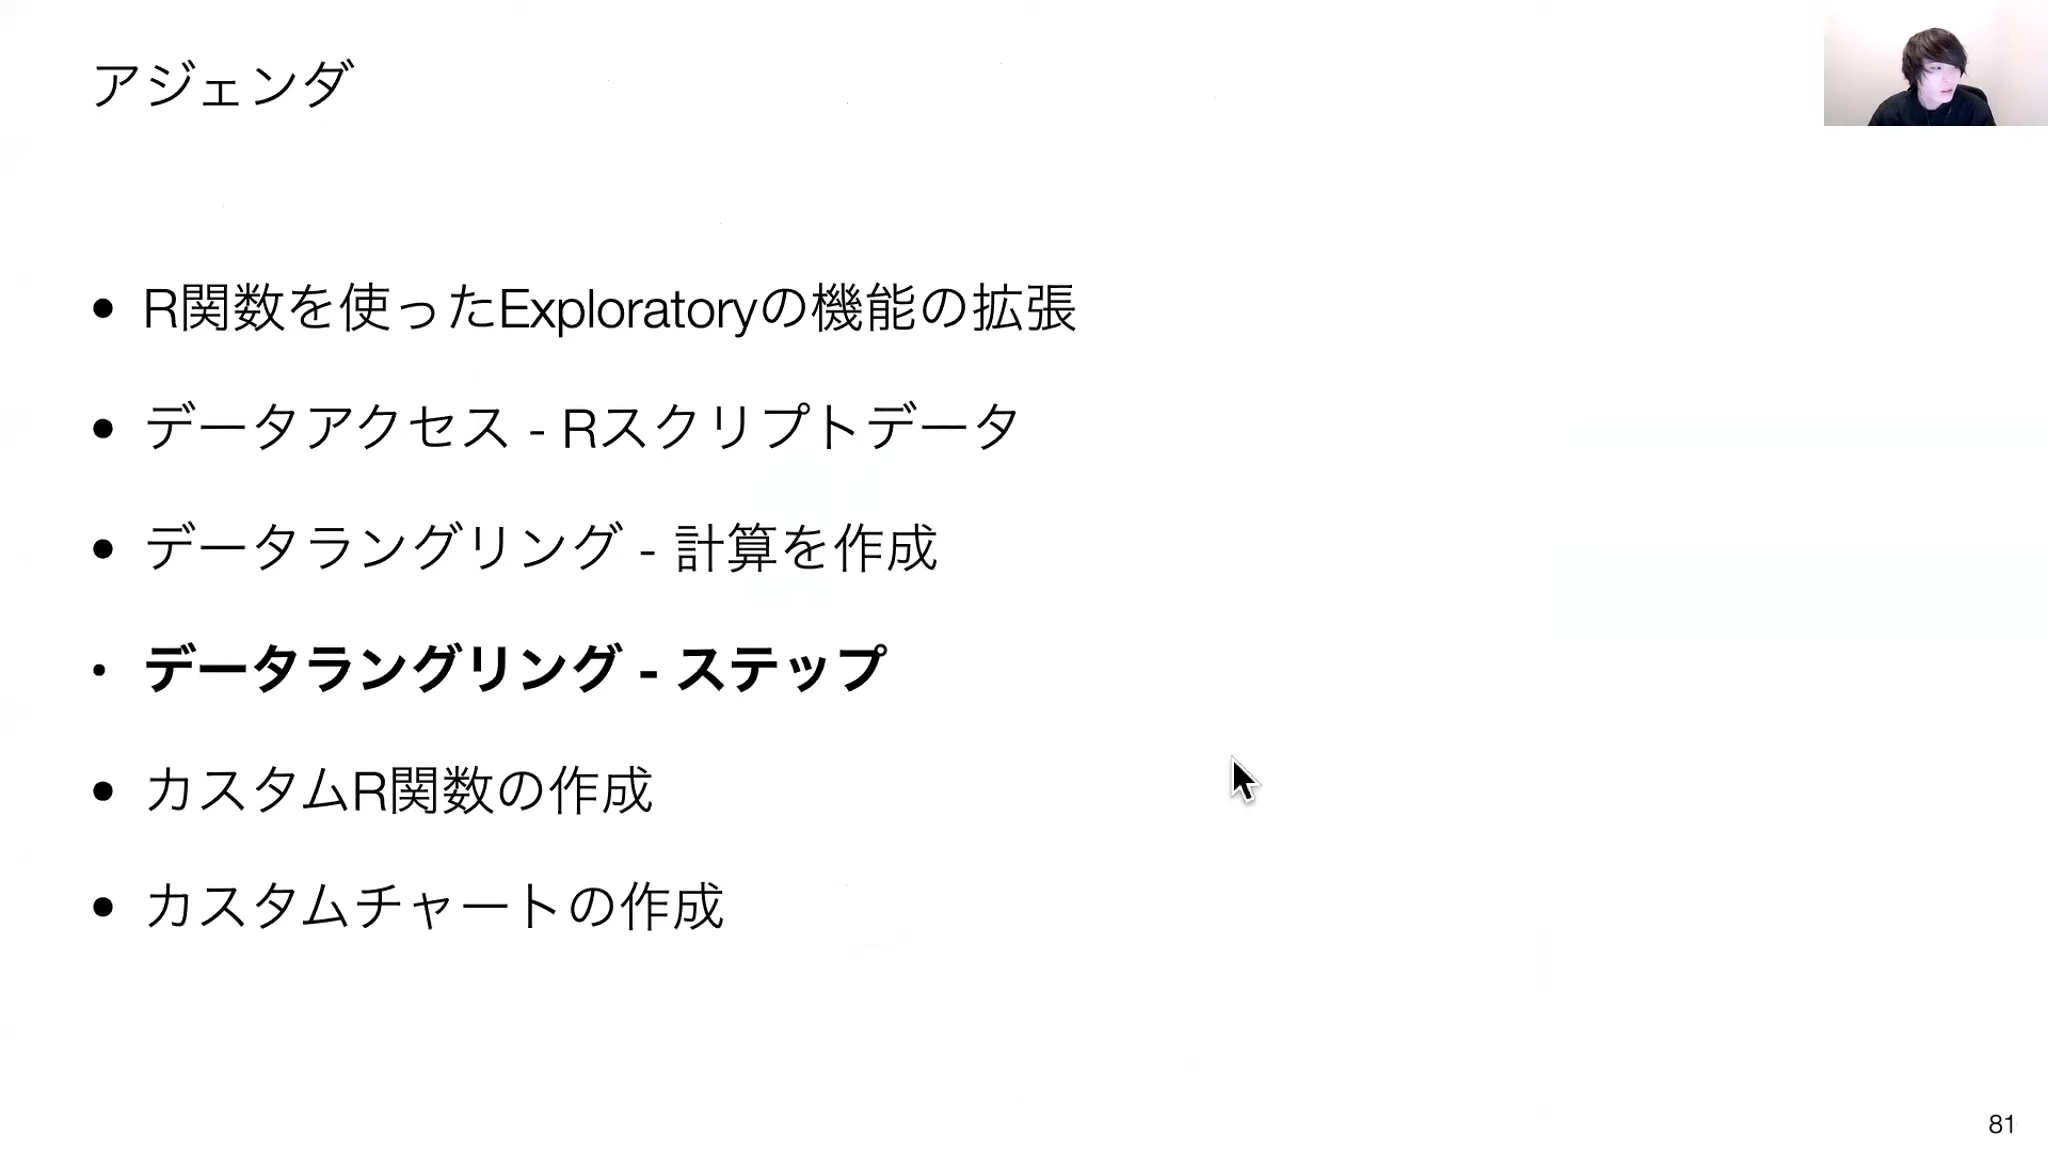 アジェンダ
• R関数を使ったExploratoryの機能の拡張
• データアクセス - Rスクリプトデータ
• データラングリング - 計算を作成
• データラングリング - ステップ
• カスタムR関数の作成
• カスタムチャートの作成
81